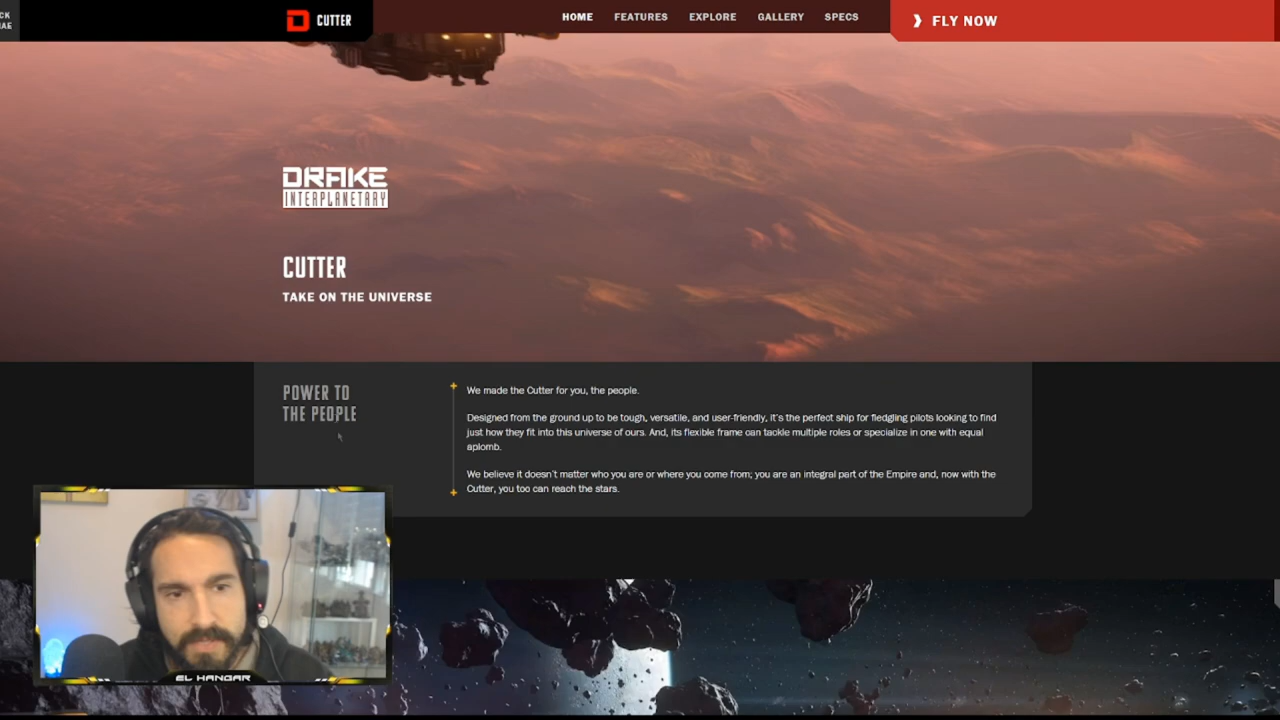 CUTTER
HOME FEATURES EXPLORE GALLERY SPECS
FLY NOW
DRAKE
INTERPLANETARY
CUTTER
TAKE ON THE UNIVERSE
POWER TO
THE PEOPLE
We made the Cutter for you, the people.
Designed from the ground up to be tough, versatile, and user-friendly, it's the perfect ship for fledgling pilots looking to find
just how they fit into this universe of ours. And, its flexible frame can tackle multiple roles or specialize in one with equal
aplomb.
We believe it doesn't matter who you are or where you come from; you are an integral part of the Empire and, now with the
Cutter, you too can reach the stars.
EL HANGAR